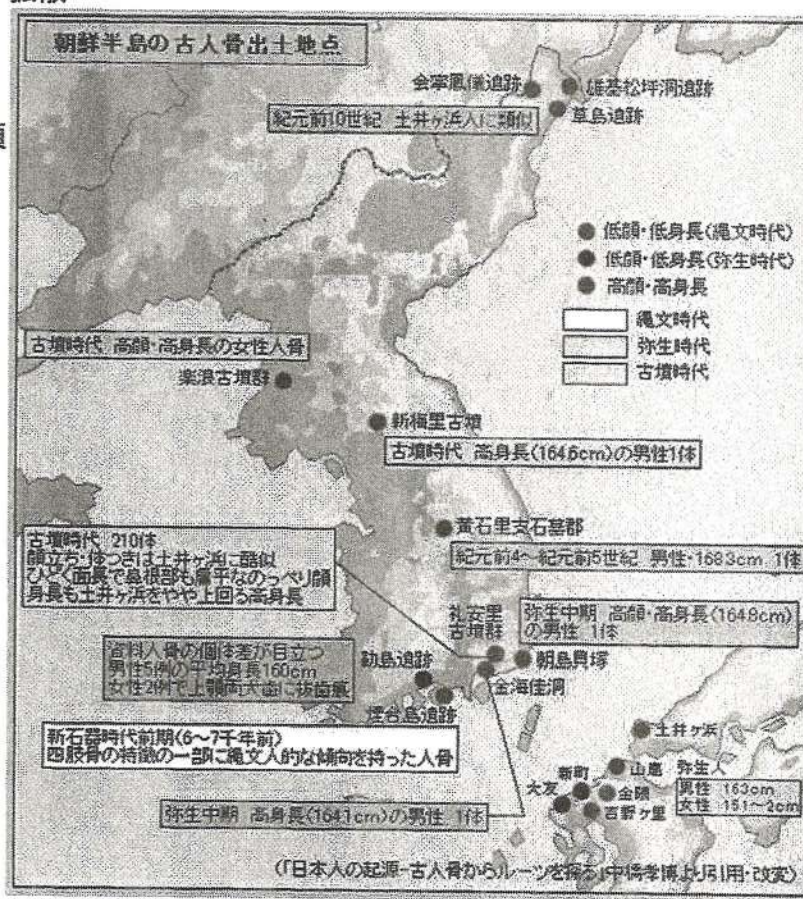 朝鮮半島の古人骨出土地点
会寧鳳儀遺跡
雄基松坪洞遺跡
草島遺跡
紀元前10世紀 土井ヶ浜人に類似
低顔・低身長(縄文時代)
低顔・低身長(弥生時代)
高顔・高身長
縄文時代
弥生時代
古墳時代
古墳時代 高顔・高身長の女性人骨
楽浪古墳群
新梅里古墳
古墳時代 高身長(164.6cm)の男性1体
黄石里支石墓郡
紀元前4〜紀元前5世紀 男性・168.3cm 1体
古墳時代 210体
顔立ち・体つきは土井ヶ浜に酷似
ひどく面長で鼻根部も扁平なのっぺり顔
身長も土井ヶ浜をやや上回る高身長
礼安里
古墳群
弥生中期 高顔・高身長(164.8cm)
の男性 1体
資料人骨の個体差が目立つ
男性5例の平均身長160cm
女性2例で上顎両犬歯に抜歯痕
勒島遺跡
朝島貝塚
金海佳洞
煙台島遺跡
新石器時代前期(6〜7千年前)
四肢骨の特徴の一部に縄文人的な傾向を持った人骨
土井ヶ浜
山鹿
弥生人
新町
金隈
大友
吉野ヶ里
男性 163cm
女性 151〜2cm
弥生中期 高身長(164.1cm)の男性 1体
(「日本人の起源-古人骨からルーツを探る」中橋孝博より引用・改変)